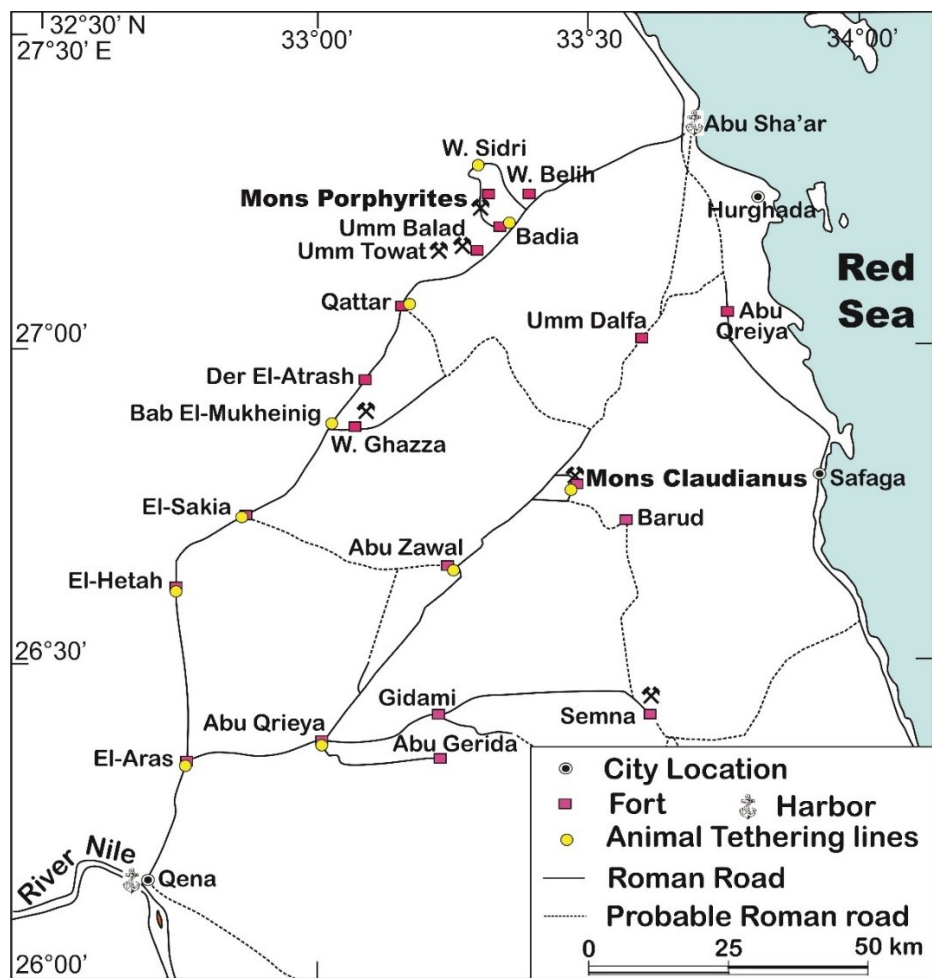 32°30’ N
33°00’
33°30
34°00’
27°30’ E
Abu Sha’ar
W. Sidri
W. Belih
Mons Porphyrites
Hurghada
Umm Balad
Badia
Umm Towat
Red
Sea
Qattar
Umm Dalfa
Abu
Qreiya
27°00’
Der El-Atrash
Bab El-Mukheinig
W. Ghazza
Mons Claudianus
Safaga
El-Sakia
Barud
Abu Zawal
El-Hetah
26°30’
Gidami
Abu Qrieya
Semna
Abu Gerida
El-Aras
River Nile
Qena
26°00’
City Location
Fort
Harbor
Animal Tethering lines
Roman Road
Probable Roman road
0 25 50 km